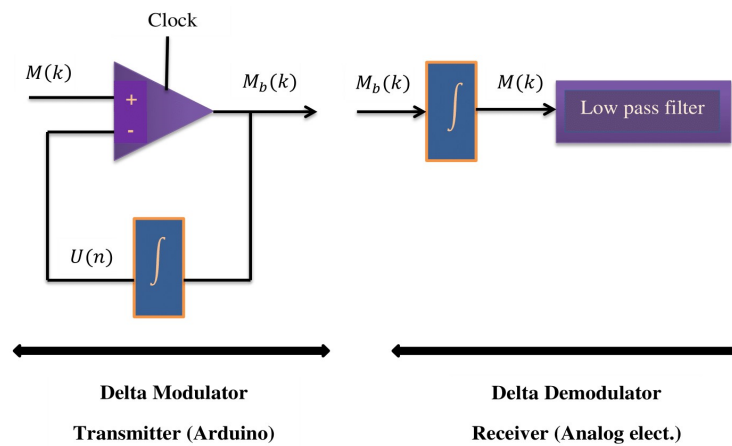 Clock
M(k)
M_b(k)
+
-
∫
U(n)
M_b(k)
∫
M(k)
Low pass filter
Delta Modulator
Transmitter (Arduino)
Delta Demodulator
Receiver (Analog elect.)